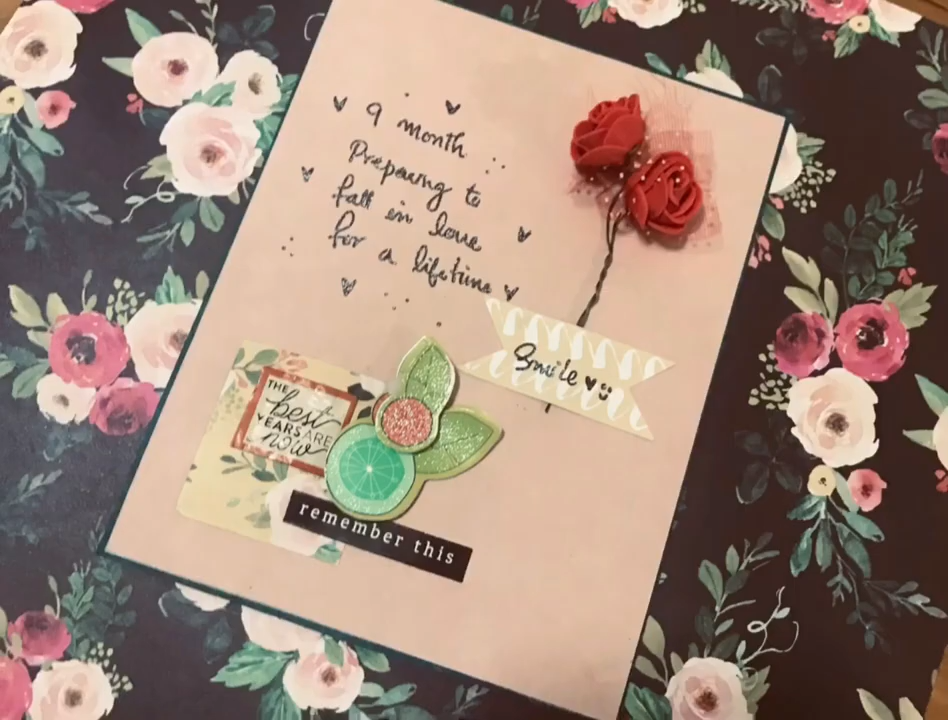 9 month
Preparing to
fall in love
for a lifetime
Smile
THE
best
YEARS ARE
now
remember this